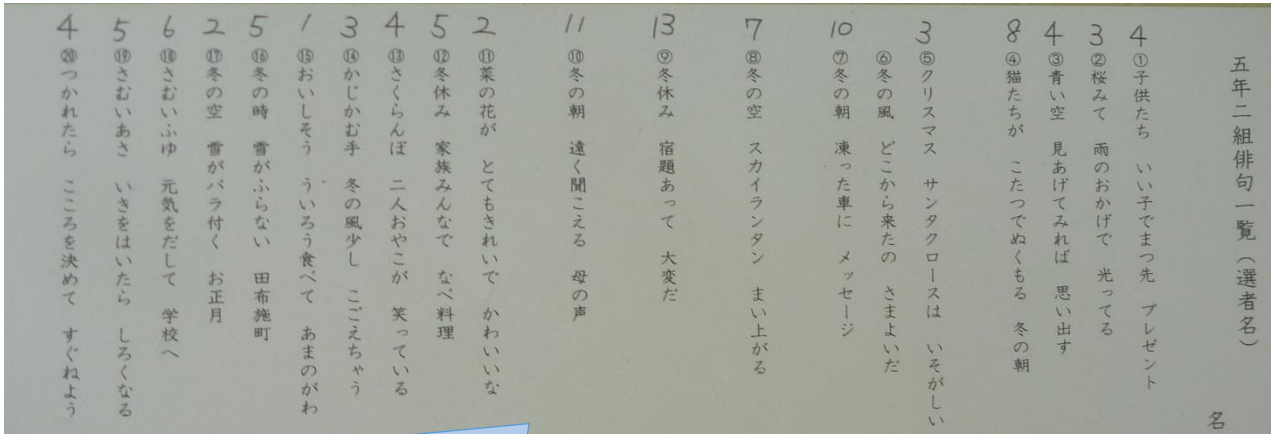 五年二組俳句一覧（選者名）
名
4 ①子供たち いい子でまつ先 プレゼント
3 ②桜みて 雨のおかげで 光ってる
4 ③青い空 見あげてみれば 思い出す
8 ④猫たちが こたつでぬくもる 冬の朝
3 ⑤クリスマス サンタクロースは いそがしい
⑥冬の風 どこから来たの さまよいだ
10 ⑦冬の朝 凍った車に メッセージ
7 ⑧冬の空 スカイランタン まい上がる
13 ⑨冬休み 宿題あって 大変だ
11 ⑩冬の朝 遠く聞こえる 母の声
2 ⑪菜の花が とてもきれいで かわいいな
5 ⑫冬休み 家族みんなで なべ料理
4 ⑬さくらんぼ 二人おやこが 笑っている
3 ⑭かじかむ手 冬の風少し こごえちゃう
1 ⑮おいしそう ういろう食べて あまのがわ
5 ⑯冬の時 雪がふらない 田布施町
2 ⑰冬の空 雪がバラ付く お正月
6 ⑱さむいふゆ 元気をだして 学校へ
5 ⑲さむいあさ いきをはいたら しろくなる
4 ⑳つかれたら こころを決めて すぐねよう